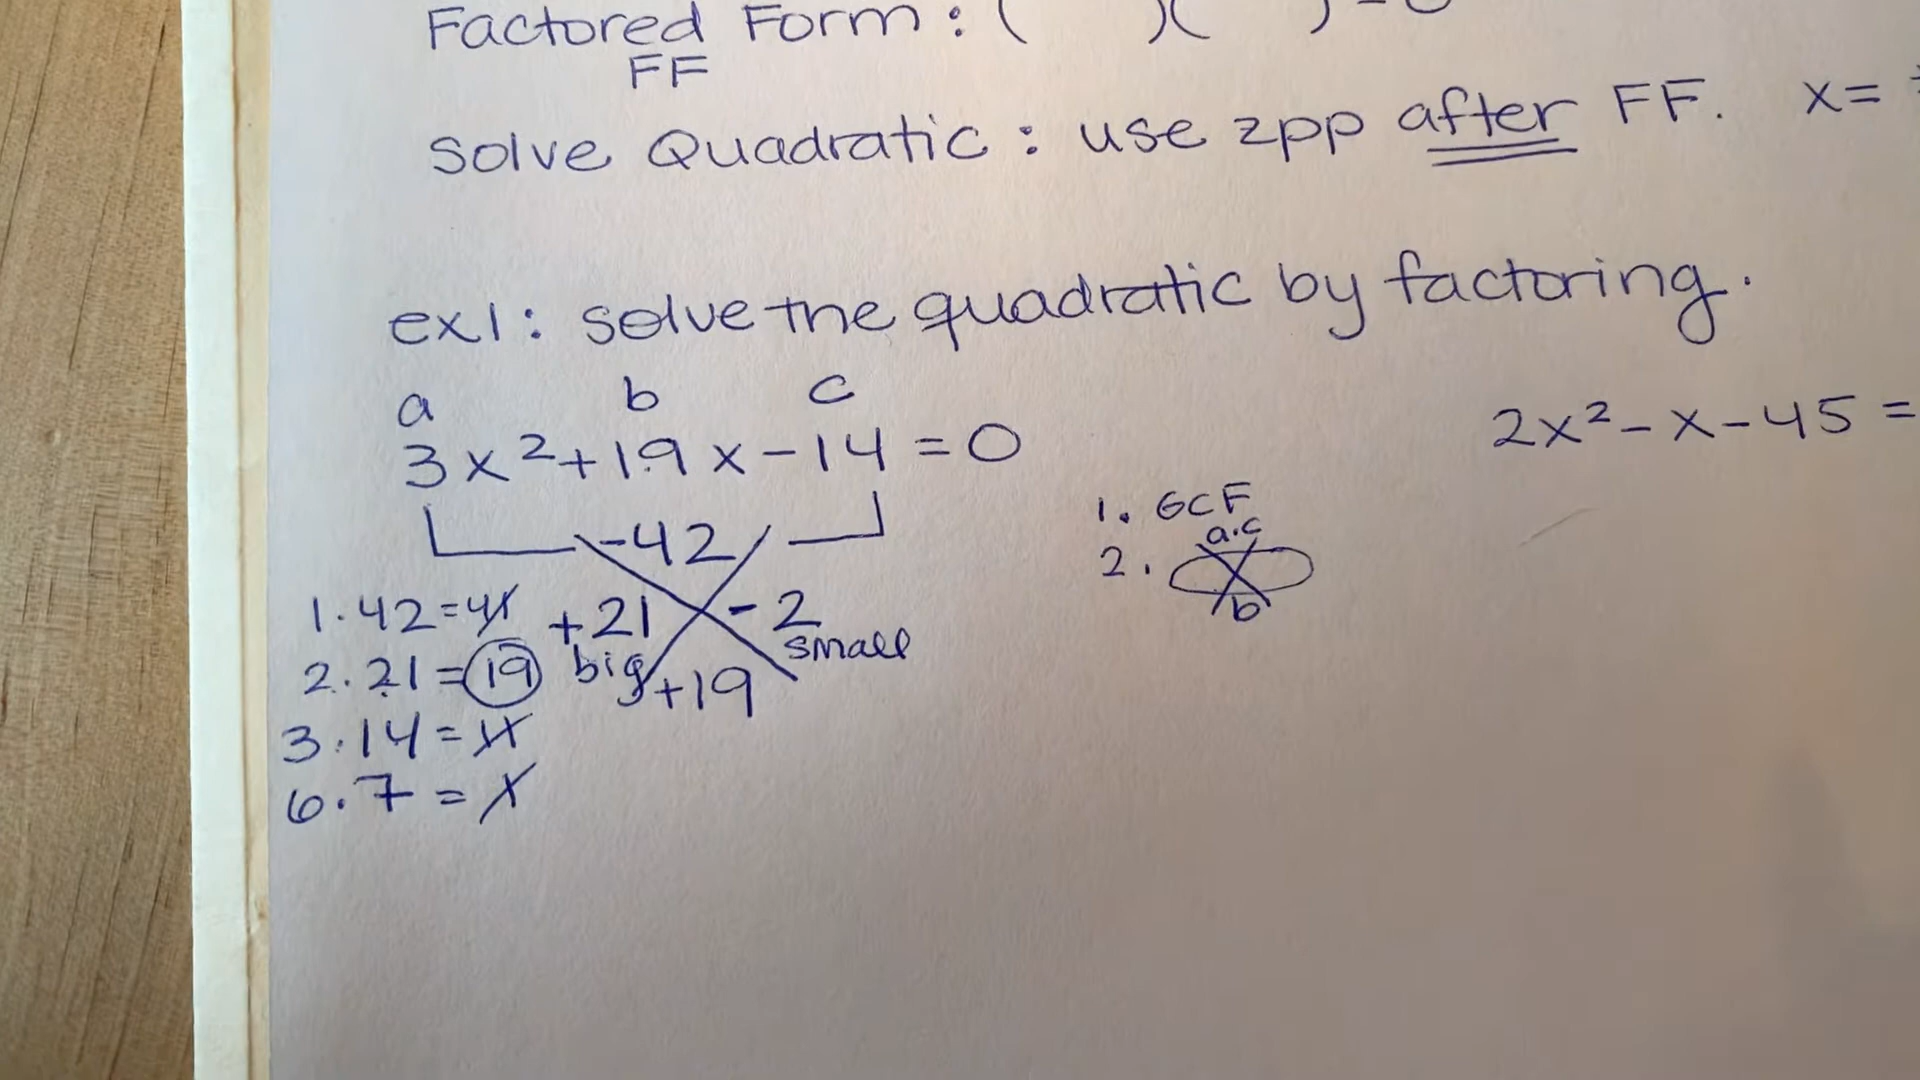 Factored Form : ( )( ) = 0
FF
Solve Quadratic : use zpp after FF. x=
ex1: solve the quadratic by factoring.
a b c
3x²+19x-14=0
2x²-x-45=
1. GCF
2. a·c
b
-42
+21 -2
big small
+19
1·42=41
2·21=19
3·14=11
6·7=1